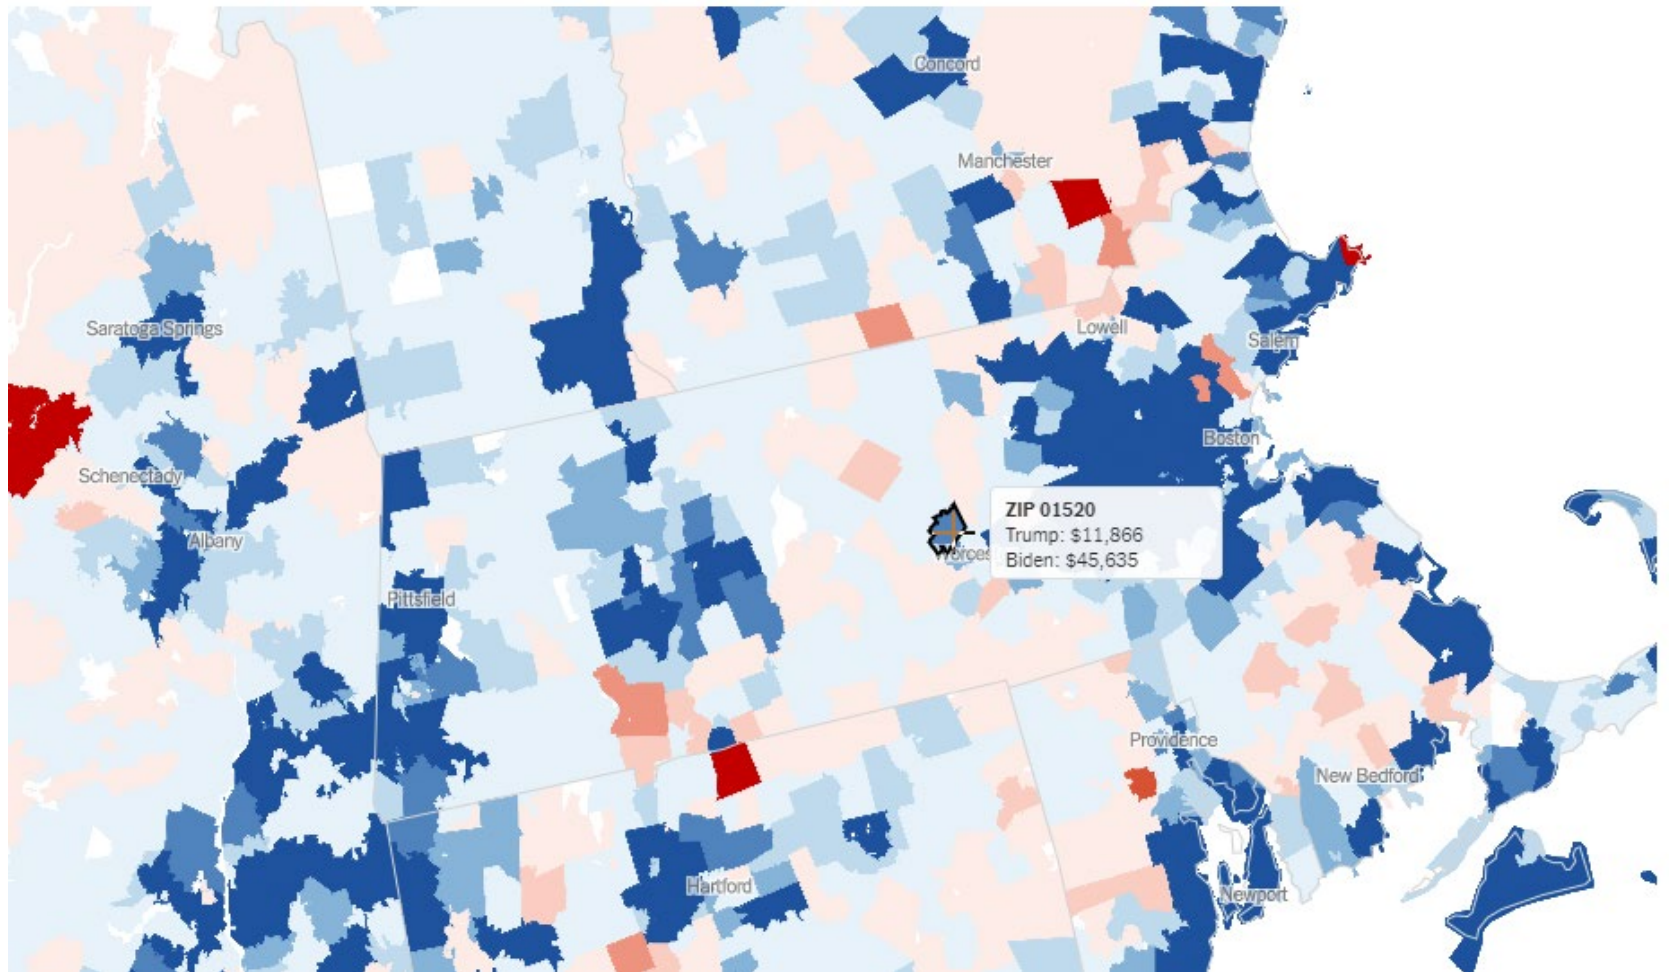 Concord
Manchester
Saratoga Springs
Lowell
Salem
Boston
Schenectady
Albany
ZIP 01520
Trump: $11,866
Biden: $45,635
Worces
Pittsfield
Providence
New Bedford
Hartford
Newport